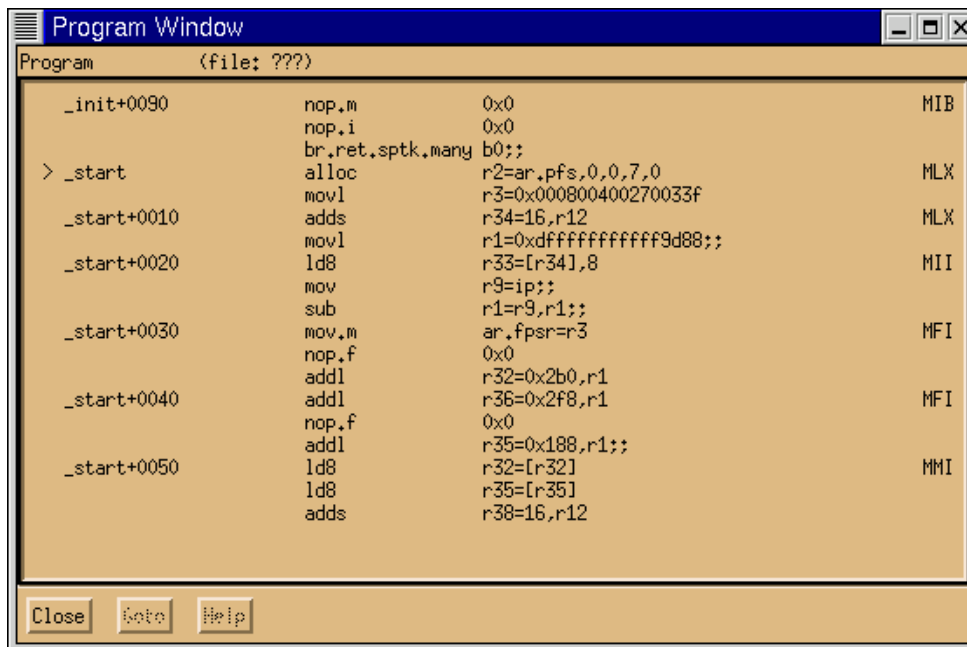 Program Window
Program (file: ???)
_init+0090 nop.m 0x0 MIB
nop.i 0x0
br.ret.sptk.many b0;;
> _start alloc r2=ar.pfs,0,0,7,0 MLX
movl r3=0x000800400270033f
_start+0010 adds r34=16,r12 MLX
movl r1=0xdfffffffffff9d88;;
_start+0020 ld8 r33=[r34],8 MII
mov r9=ip;;
sub r1=r9,r1;;
_start+0030 mov.m ar.fpsr=r3 MFI
nop.f 0x0
addl r32=0x2b0,r1
_start+0040 addl r36=0x2f8,r1 MFI
nop.f 0x0
addl r35=0x188,r1;;
_start+0050 ld8 r32=[r32] MMI
ld8 r35=[r35]
adds r38=16,r12
Close Goto Help